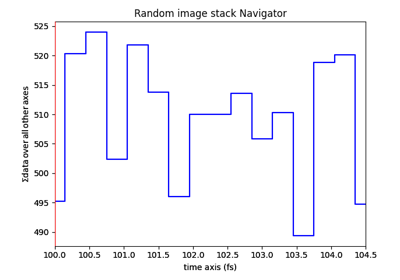 Random image stack Navigator
Σdata over all other axes
525
520
515
510
505
500
495
490
100.0 100.5 101.0 101.5 102.0 102.5 103.0 103.5 104.0 104.5
time axis (fs)